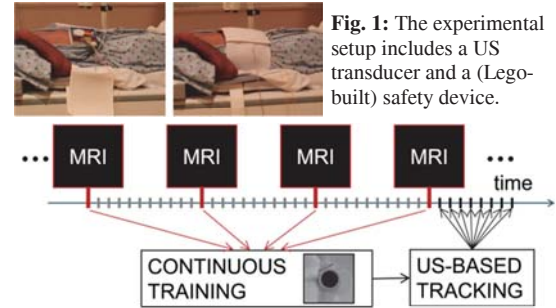 Fig. 1: The experimental
setup includes a US
transducer and a (Lego-
built) safety device.
••• MRI MRI MRI MRI •••
time
CONTINUOUS
TRAINING
US-BASED
TRACKING